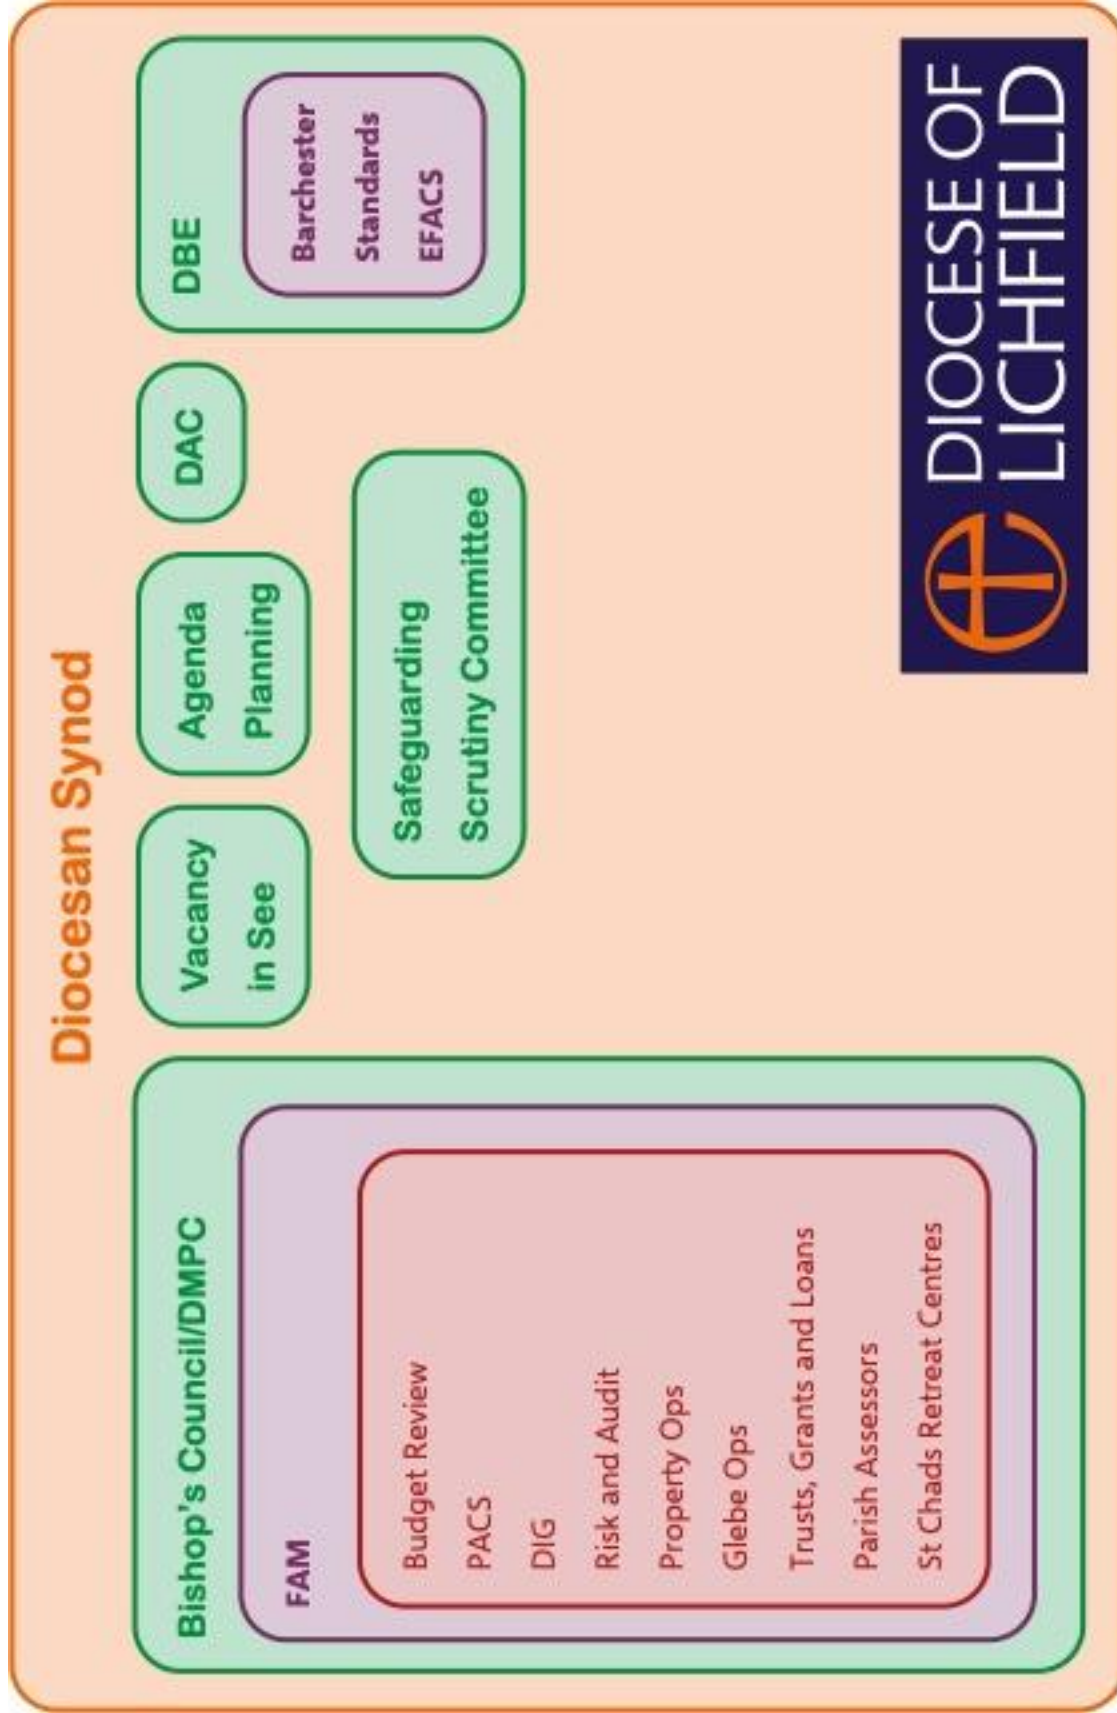 Diocesan Synod
Bishop's Council/DMPC
FAM
Budget Review
PACS
DIG
Risk and Audit
Property Ops
Glebe Ops
Trusts, Grants and Loans
Parish Assessors
St Chads Retreat Centres
Vacancy
in See
Agenda
Planning
DAC
DBE
Barchester
Standards
EFACS
Safeguarding
Scrutiny Committee
DIOCESE OF
LICHFIELD